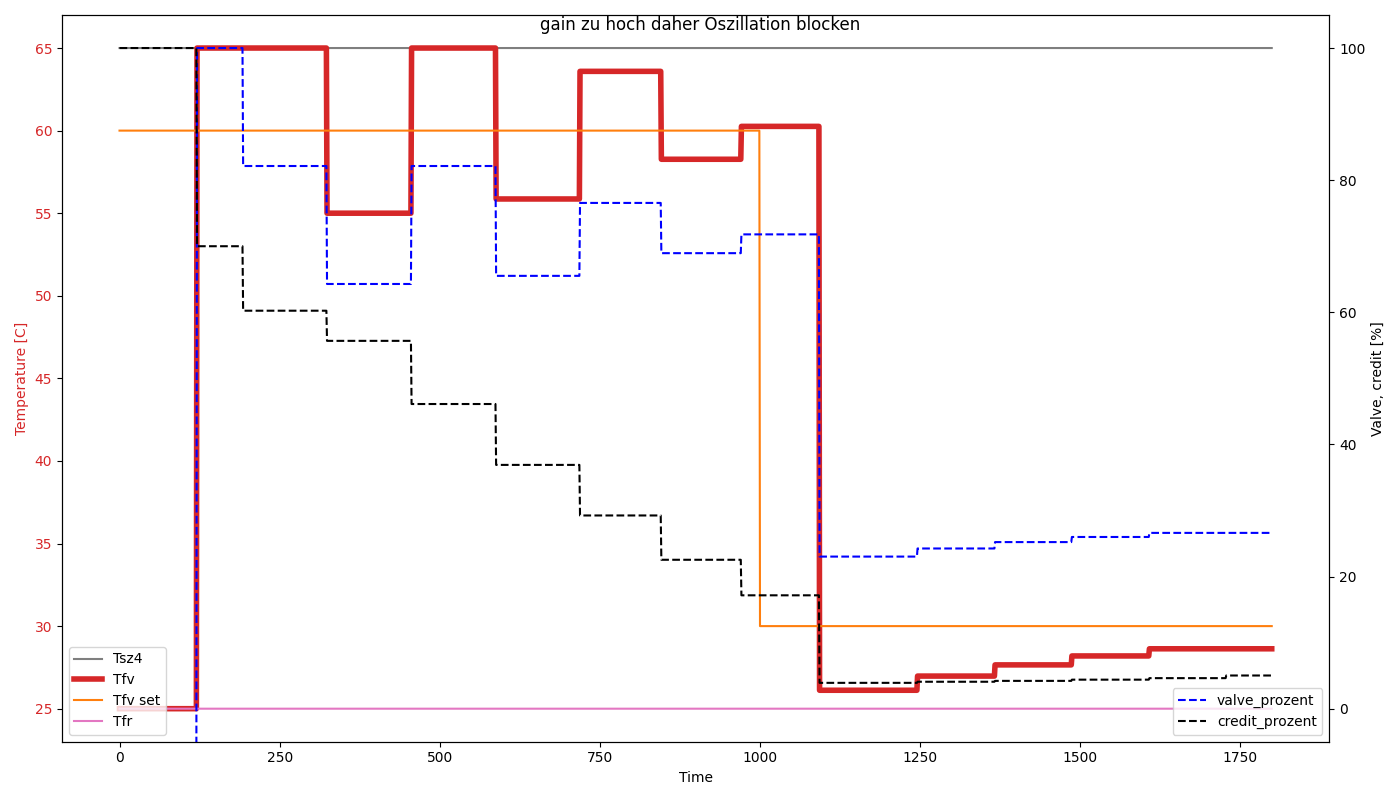 gain zu hoch daher Oszillation blocken
Temperature [C]
65
60
55
50
45
40
35
30
25
100
80
60
40
20
0
Valve, credit [%]
Tsz4
Tfv
Tfv set
Tfr
valve_prozent
credit_prozent
0 250 500 750 1000 1250 1500 1750
Time